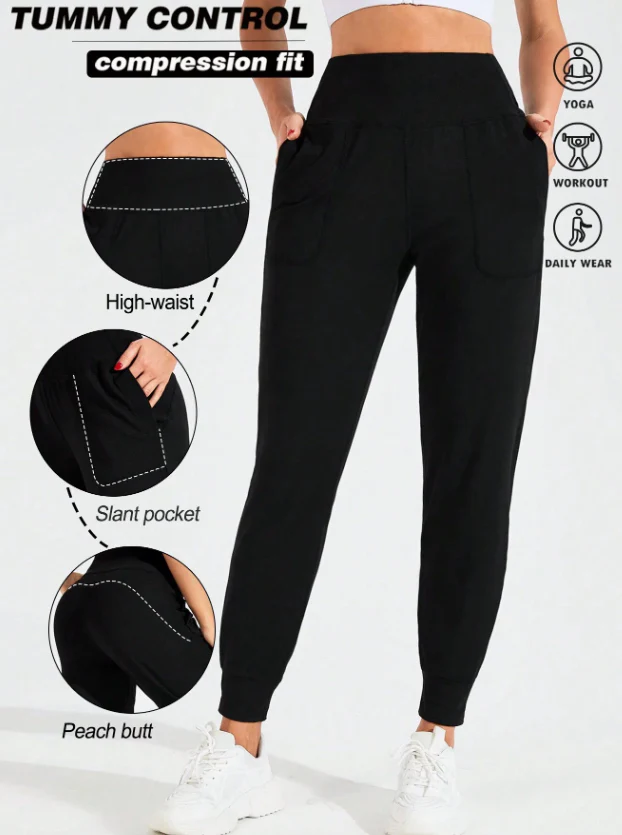 TUMMY CONTROL
compression fit
YOGA
WORKOUT
DAILY WEAR
High-waist
Slant pocket
Peach butt